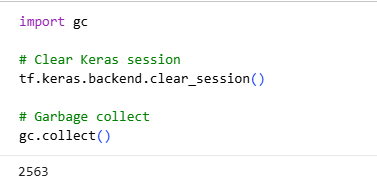 import gc
# Clear Keras session
tf.keras.backend.clear_session()
# Garbage collect
gc.collect()
2563